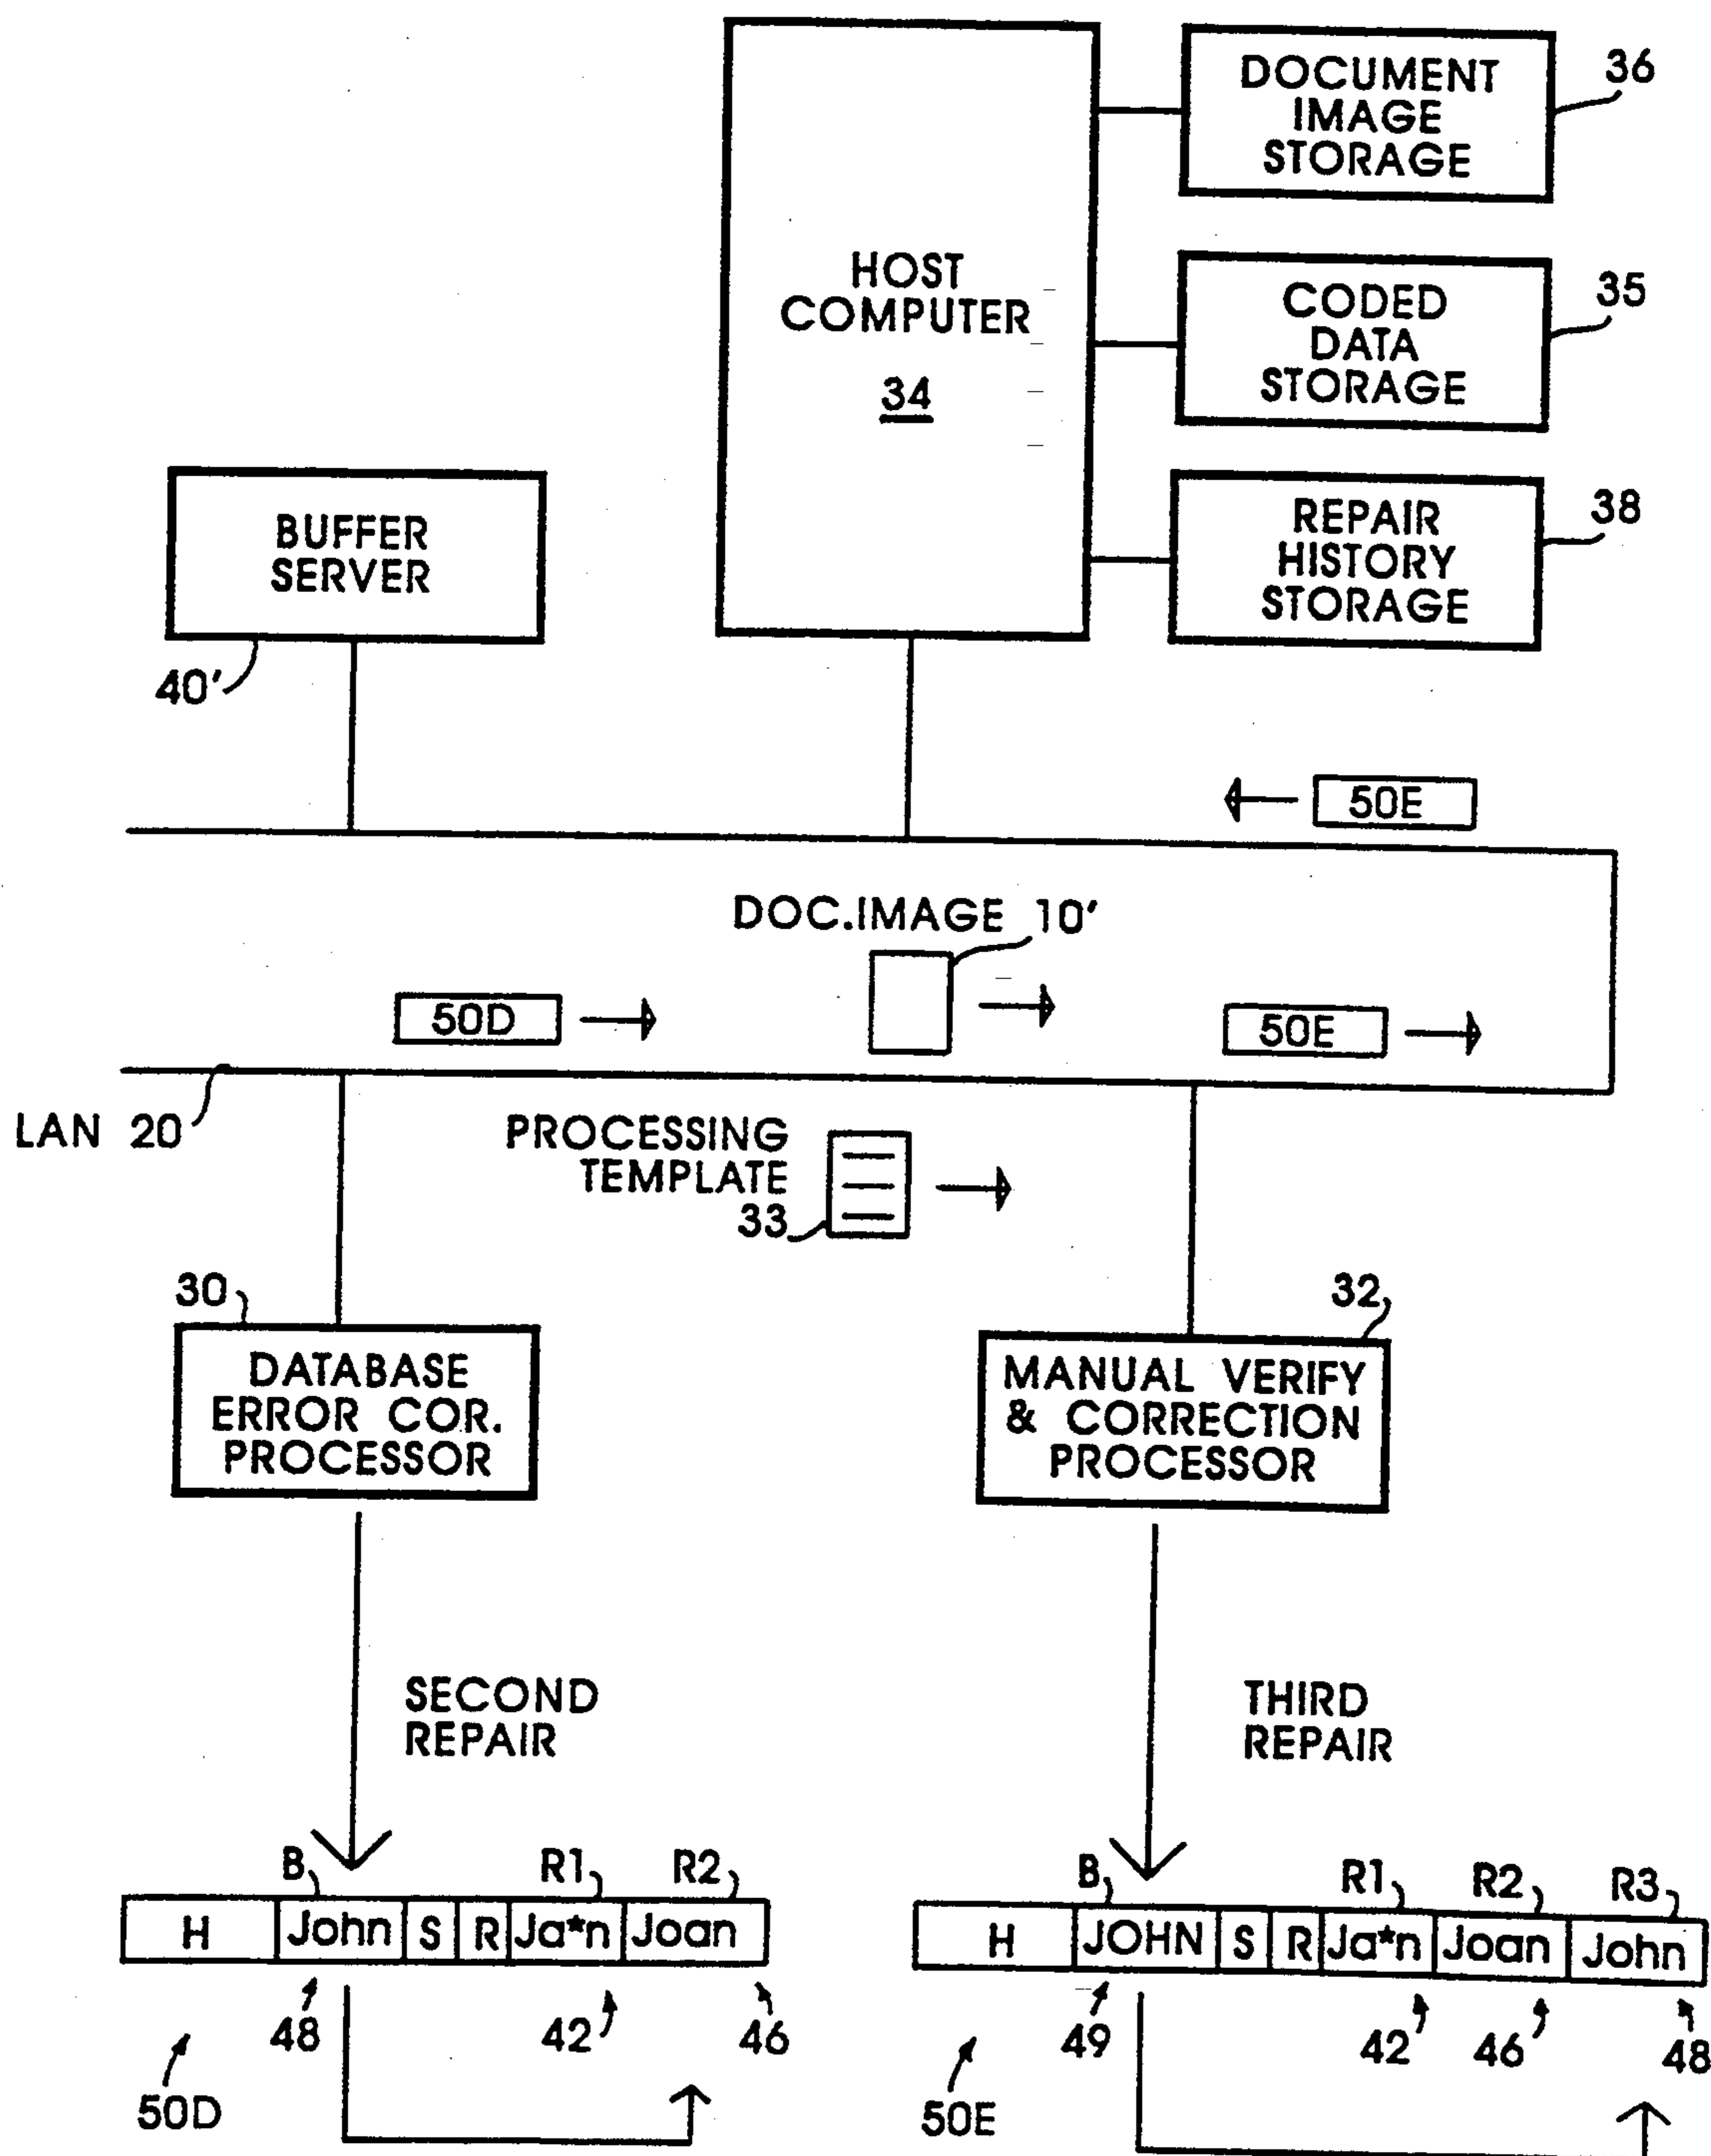 DOCUMENT
IMAGE
STORAGE
36
HOST
COMPUTER
34
CODED
DATA
STORAGE
35
REPAIR
HISTORY
STORAGE
38
BUFFER
SERVER
40'
50E
DOC.IMAGE 10'
50D
50E
LAN 20
PROCESSING
TEMPLATE
33
30
DATABASE
ERROR COR.
PROCESSOR
32
MANUAL VERIFY
& CORRECTION
PROCESSOR
SECOND
REPAIR
THIRD
REPAIR
B R1 R2
H John S R Ja*n Joan
48 42 46
50D
B R1 R2 R3
H JOHN S R Ja*n Joan John
49 42 46 48
50E